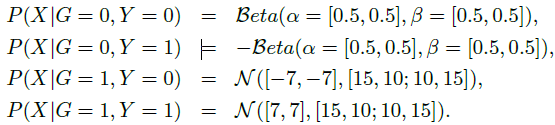 P(X|G = 0, Y = 0) = Beta(α = [0.5, 0.5], β = [0.5, 0.5]),
P(X|G = 0, Y = 1) ⊨ −Beta(α = [0.5, 0.5], β = [0.5, 0.5]),
P(X|G = 1, Y = 0) = N([−7, −7], [15, 10; 10, 15]),
P(X|G = 1, Y = 1) = N([7, 7], [15, 10; 10, 15]).